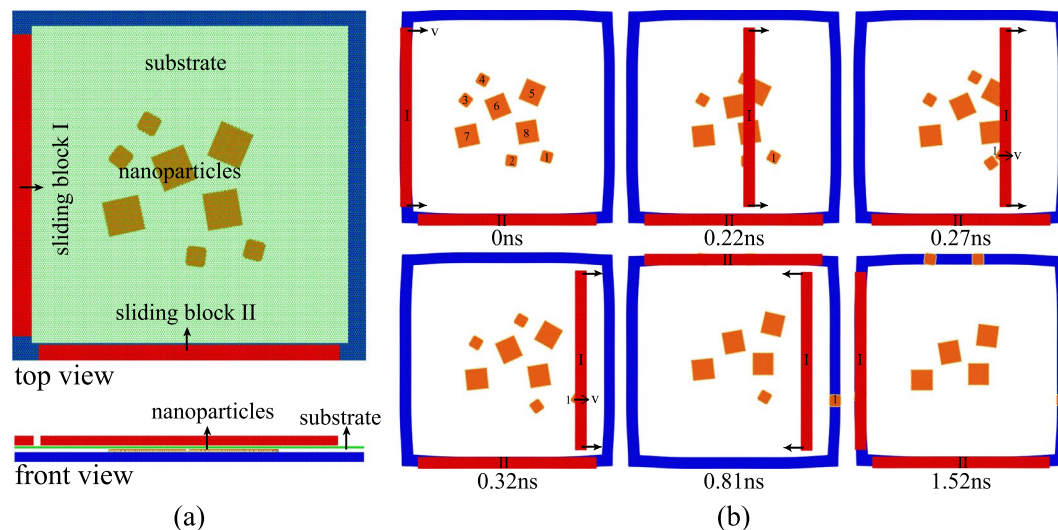 substrate
sliding block I
nanoparticles
sliding block II
top view
nanoparticles
substrate
front view
(a)
v
I
4
3
5
6
7
8
2
1
II
0ns
I
1
II
0.22ns
I
1
v
II
0.27ns
I
1
v
II
0.32ns
II
I
1
0.81ns
I
II
1.52ns
(b)